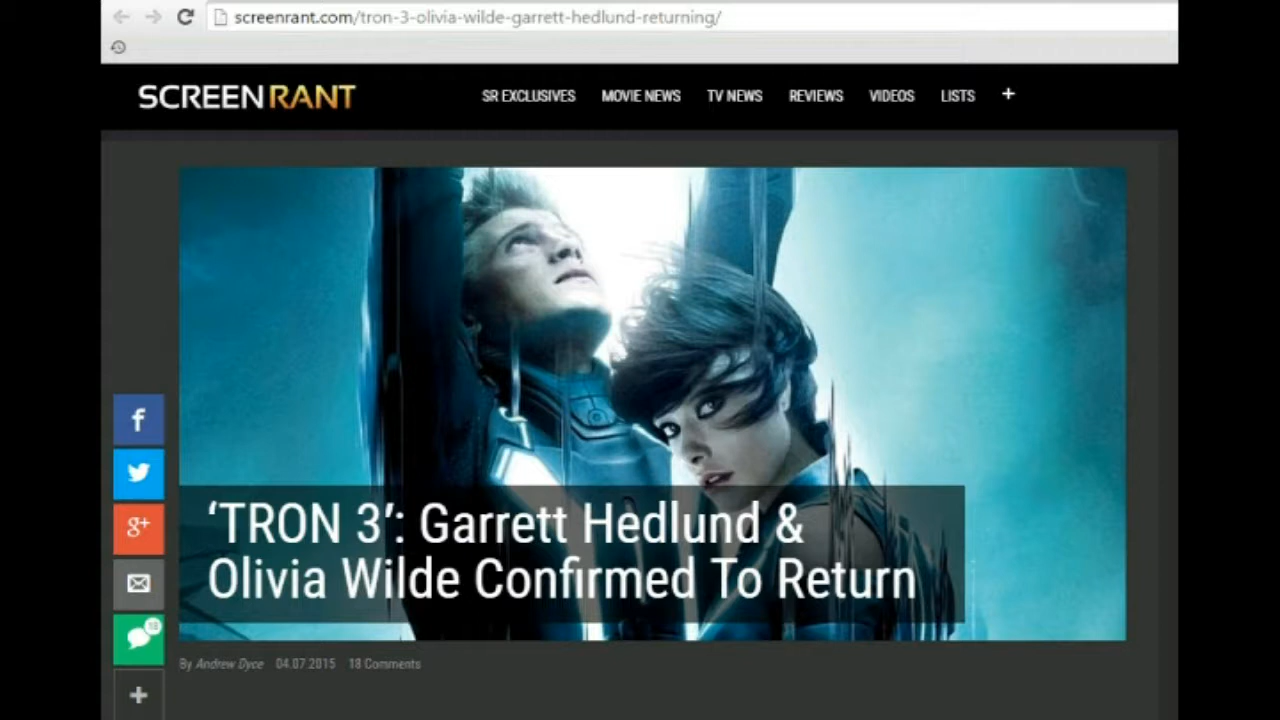 screenrant.com/tron-3-olivia-wilde-garrett-hedlund-returning/
SCREENRANT SR EXCLUSIVES MOVIE NEWS TV NEWS REVIEWS VIDEOS LISTS +
f
g+
18
+
‘TRON 3’: Garrett Hedlund &
Olivia Wilde Confirmed To Return
By Andrew Dyce 04.07.2015 18 Comments